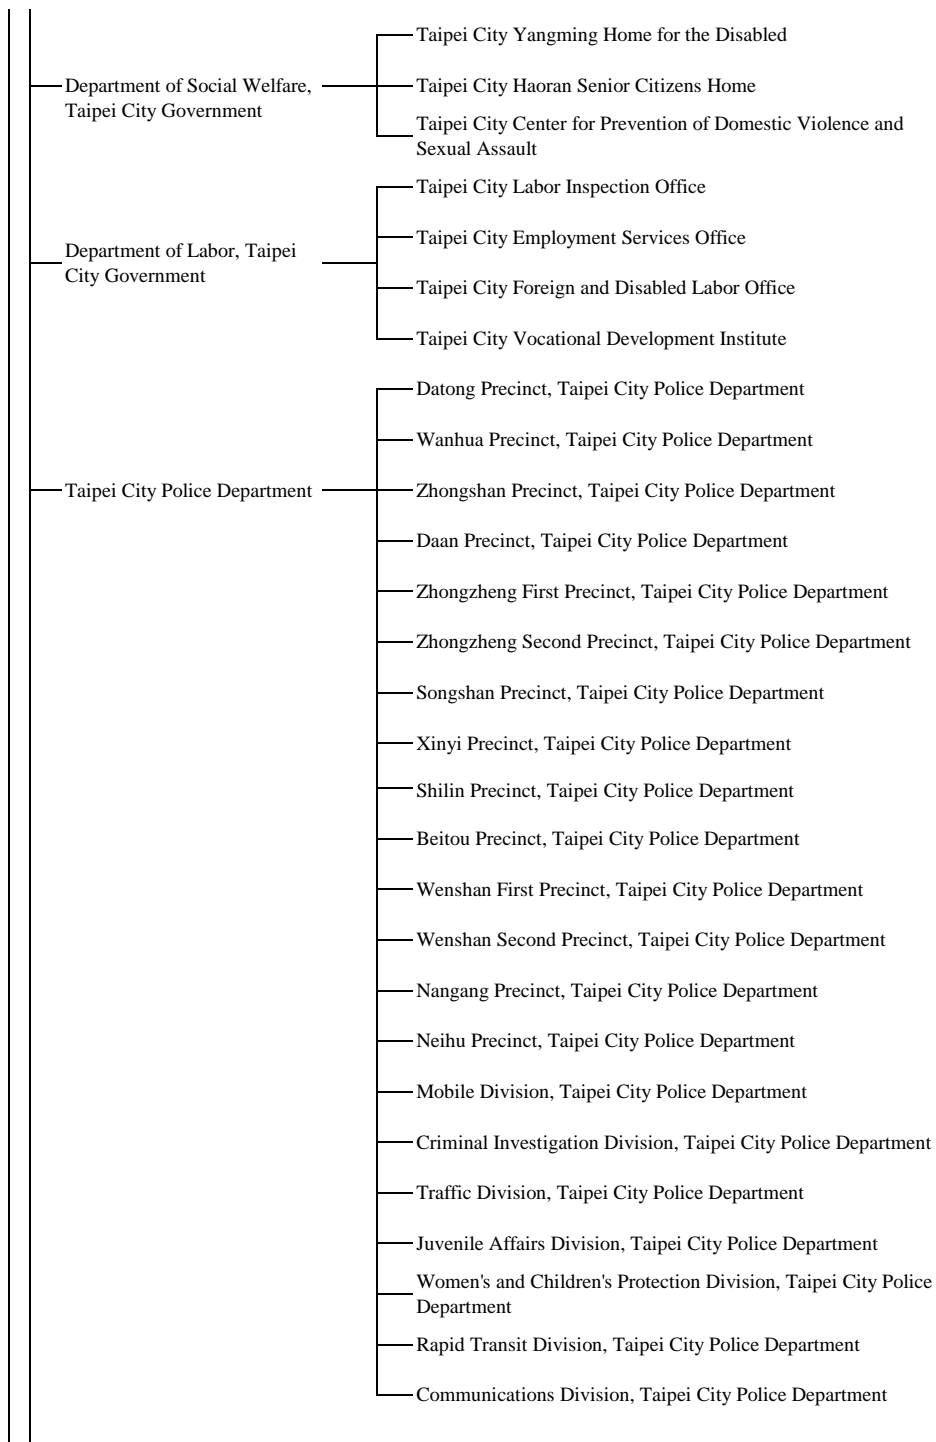 Taipei City Yangming Home for the Disabled
Department of Social Welfare,
Taipei City Government
Taipei City Haoran Senior Citizens Home
Taipei City Center for Prevention of Domestic Violence and
Sexual Assault
Taipei City Labor Inspection Office
Department of Labor, Taipei
City Government
Taipei City Employment Services Office
Taipei City Foreign and Disabled Labor Office
Taipei City Vocational Development Institute
Datong Precinct, Taipei City Police Department
Wanhua Precinct, Taipei City Police Department
Taipei City Police Department
Zhongshan Precinct, Taipei City Police Department
Daan Precinct, Taipei City Police Department
Zhongzheng First Precinct, Taipei City Police Department
Zhongzheng Second Precinct, Taipei City Police Department
Songshan Precinct, Taipei City Police Department
Xinyi Precinct, Taipei City Police Department
Shilin Precinct, Taipei City Police Department
Beitou Precinct, Taipei City Police Department
Wenshan First Precinct, Taipei City Police Department
Wenshan Second Precinct, Taipei City Police Department
Nangang Precinct, Taipei City Police Department
Neihu Precinct, Taipei City Police Department
Mobile Division, Taipei City Police Department
Criminal Investigation Division, Taipei City Police Department
Traffic Division, Taipei City Police Department
Juvenile Affairs Division, Taipei City Police Department
Women's and Children's Protection Division, Taipei City Police
Department
Rapid Transit Division, Taipei City Police Department
Communications Division, Taipei City Police Department